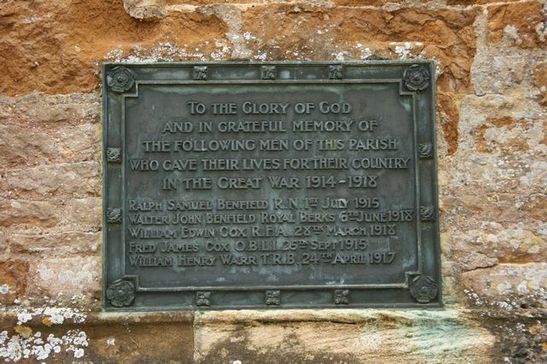 TO THE GLORY OF GOD
AND IN GRATEFUL MEMORY OF
THE FOLLOWING MEN OF THIS PARISH
WHO GAVE THEIR LIVES FOR THEIR COUNTRY
IN THE GREAT WAR 1914-1918
RALPH SAMUEL BENFIELD R.N. 1ST JULY 1915
WALTER JOHN BENFIELD ROYAL BERKS 6TH JUNE 1918
WILLIAM EDWIN COX R.F.A. 28TH MARCH 1918
FRED JAMES COX O.B.L.I. 25TH SEPT 1915
WILLIAM HENRY WARR T.R.B. 24TH APRIL 1917